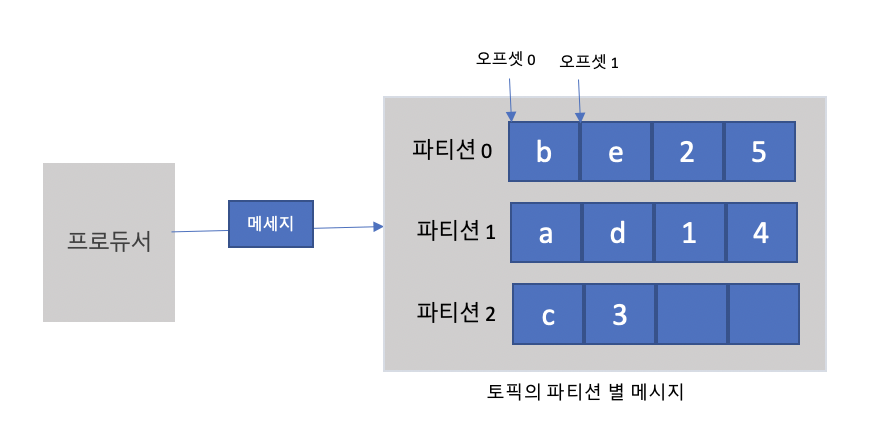 오프셋 0 오프셋 1
파티션 0 b e 2 5
프로듀서
메세지
파티션 1 a d 1 4
파티션 2 c 3
토픽의 파티션 별 메시지